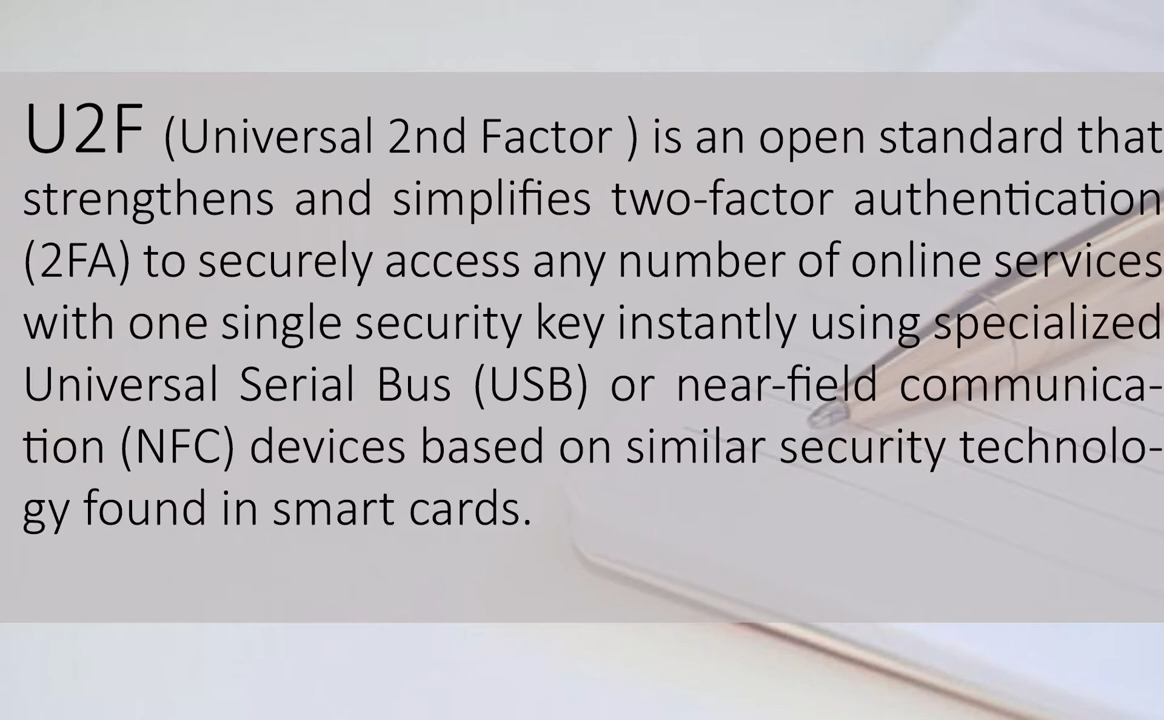 U2F (Universal 2nd Factor ) is an open standard that
strengthens and simplifies two-factor authentication
(2FA) to securely access any number of online services
with one single security key instantly using specialized
Universal Serial Bus (USB) or near-field communica-
tion (NFC) devices based on similar security technolo-
gy found in smart cards.